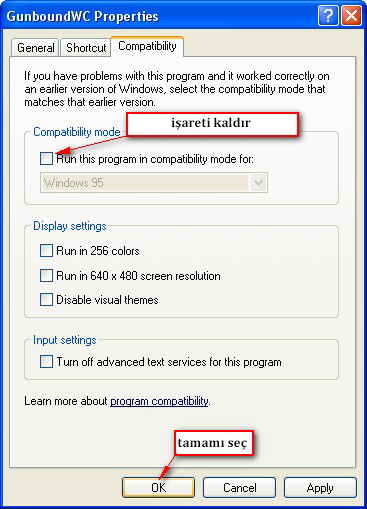 GunboundWC Properties
General Shortcut Compatibility
If you have problems with this program and it worked correctly on
an earlier version of Windows, select the compatibility mode that
matches that earlier version.
işareti kaldır
Compatibility mode
Run this program in compatibility mode for:
Windows 95
Display settings
Run in 256 colors
Run in 640 x 480 screen resolution
Disable visual themes
Input settings
Turn off advanced text services for this program
Learn more about program compatibility.
tamamı seç
OK Cancel Apply